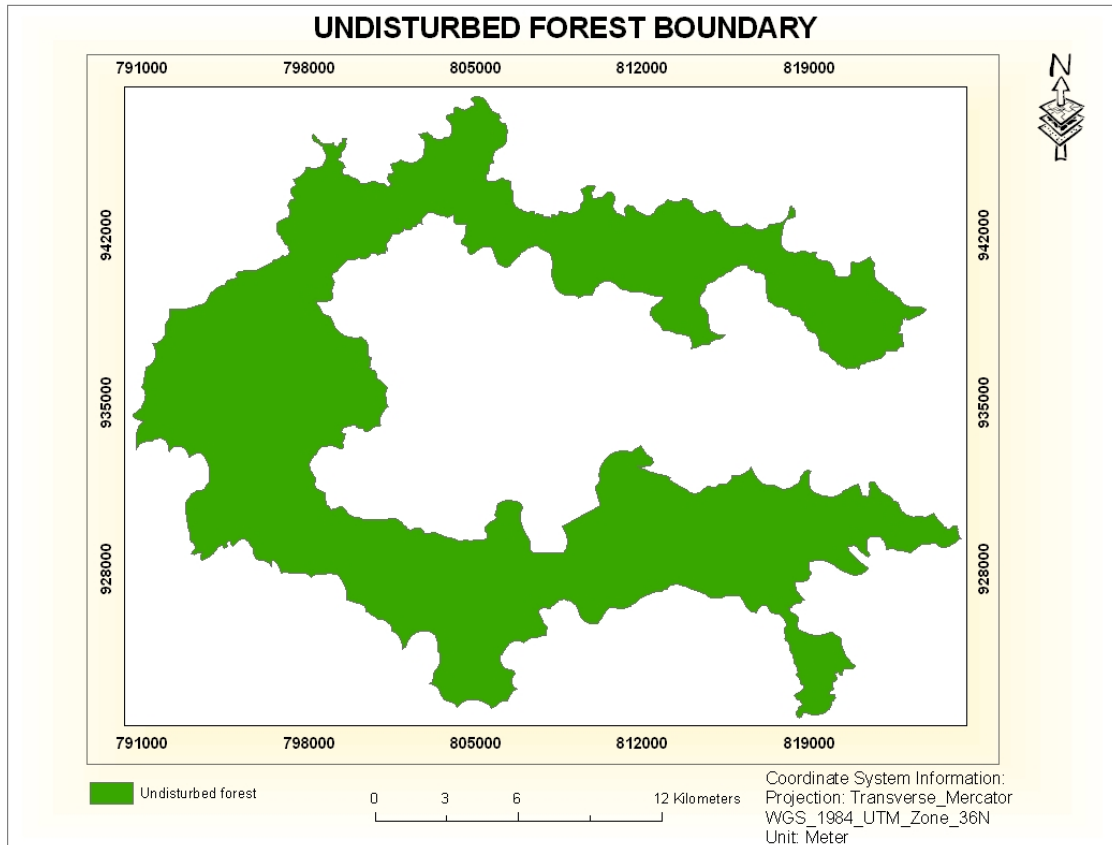 UNDISTURBED FOREST BOUNDARY
N
791000 798000 805000 812000 819000
942000 942000
935000 935000
928000 928000
791000 798000 805000 812000 819000
Undisturbed forest
0 3 6 12 Kilometers
Coordinate System Information:
Projection: Transverse_Mercator
WGS_1984_UTM_Zone_36N
Unit: Meter